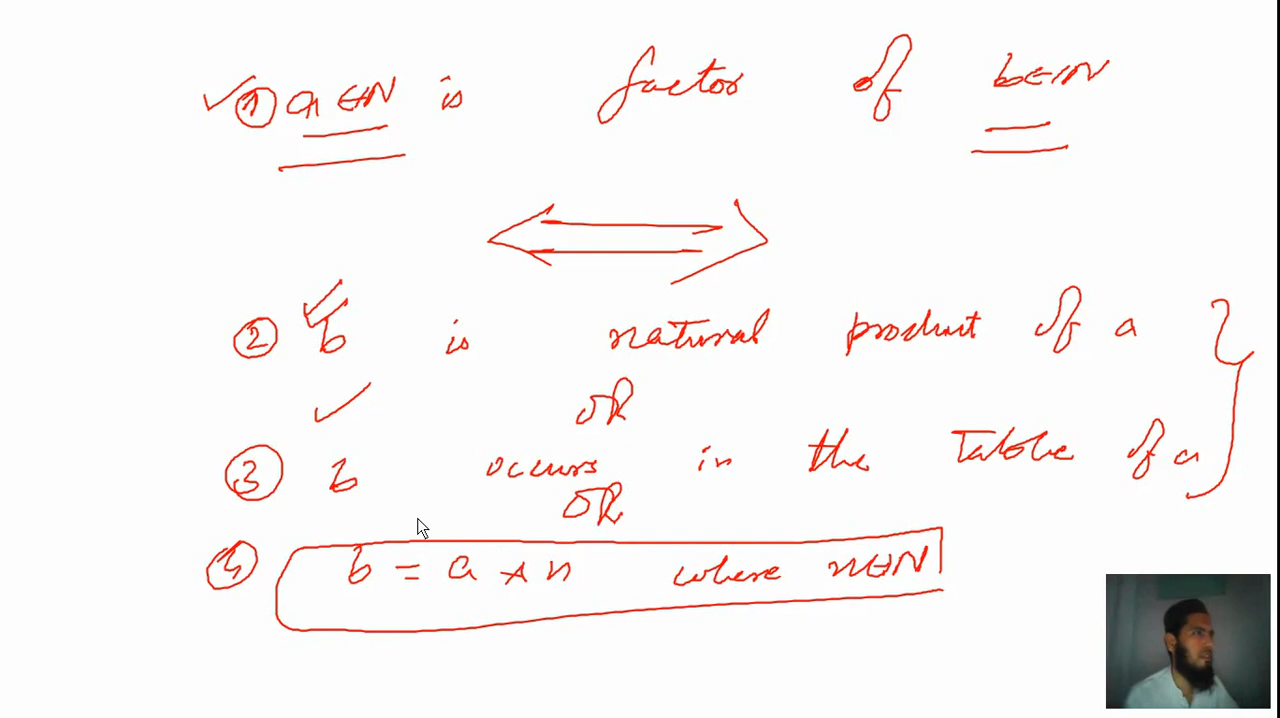 ① a ∈ N is factor of b ∈ N
② b is natural product of a
OR
③ b occurs in the Table of a
OR
④ b = a × n where n ∈ N